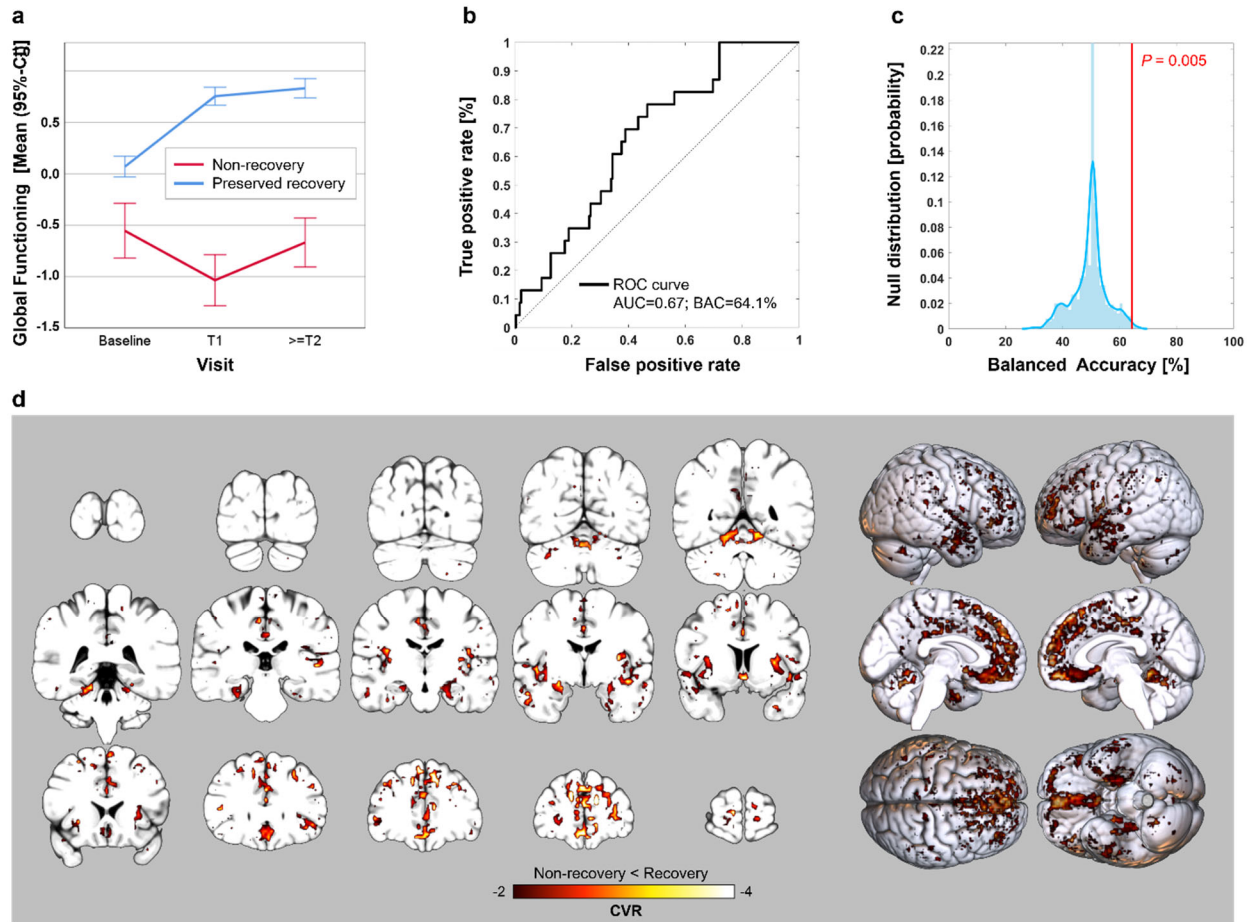 a
Global Functioning [Mean (95%-CI)]
0.5
0.0
-0.5
-1.0
-1.5
Non-recovery
Preserved recovery
Baseline
T1
>=T2
Visit
b
True positive rate [%]
1
0.9
0.8
0.7
0.6
0.5
0.4
0.3
0.2
0.1
0
ROC curve
AUC=0.67; BAC=64.1%
0
0.2
0.4
0.6
0.8
1
False positive rate
c
Null distribution [probability]
0.22
0.2
0.18
0.16
0.14
0.12
0.1
0.08
0.06
0.04
0.02
0
P = 0.005
0
20
40
60
80
100
Balanced Accuracy [%]
d
Non-recovery < Recovery
-2
-4
CVR